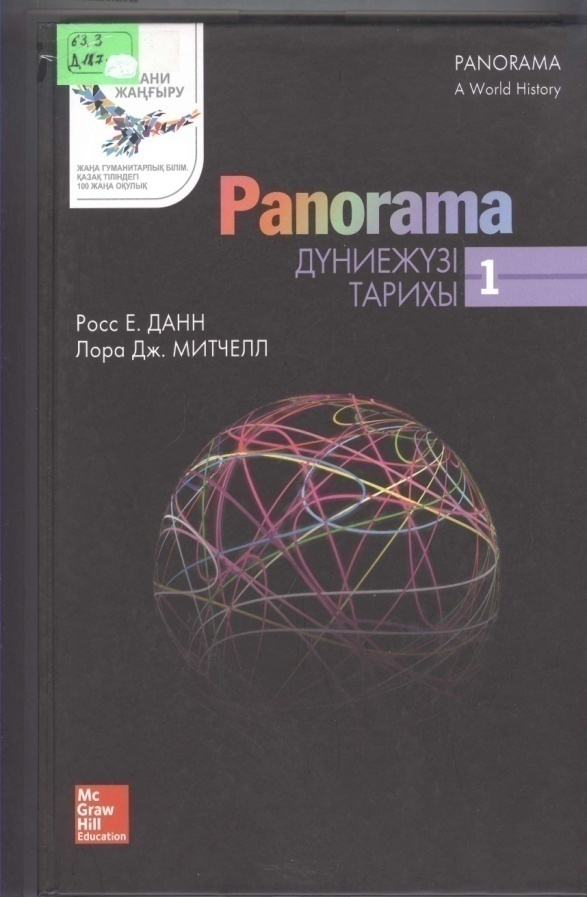 63.3
Д 187
АНИ
ЖАҢҒЫРУ
ЖАҢА ГУМАНИТАРЛЫҚ БІЛІМ.
ҚАЗАҚ ТІЛІНДЕГІ
100 ЖАҢА ОҚУЛЫҚ
PANORAMA
A World History
Panorama
ДҮНИЕЖҮЗІ
ТАРИХЫ
1
Росс Е. ДАНН
Лора Дж. МИТЧЕЛЛ
Mc
Graw
Hill
Education